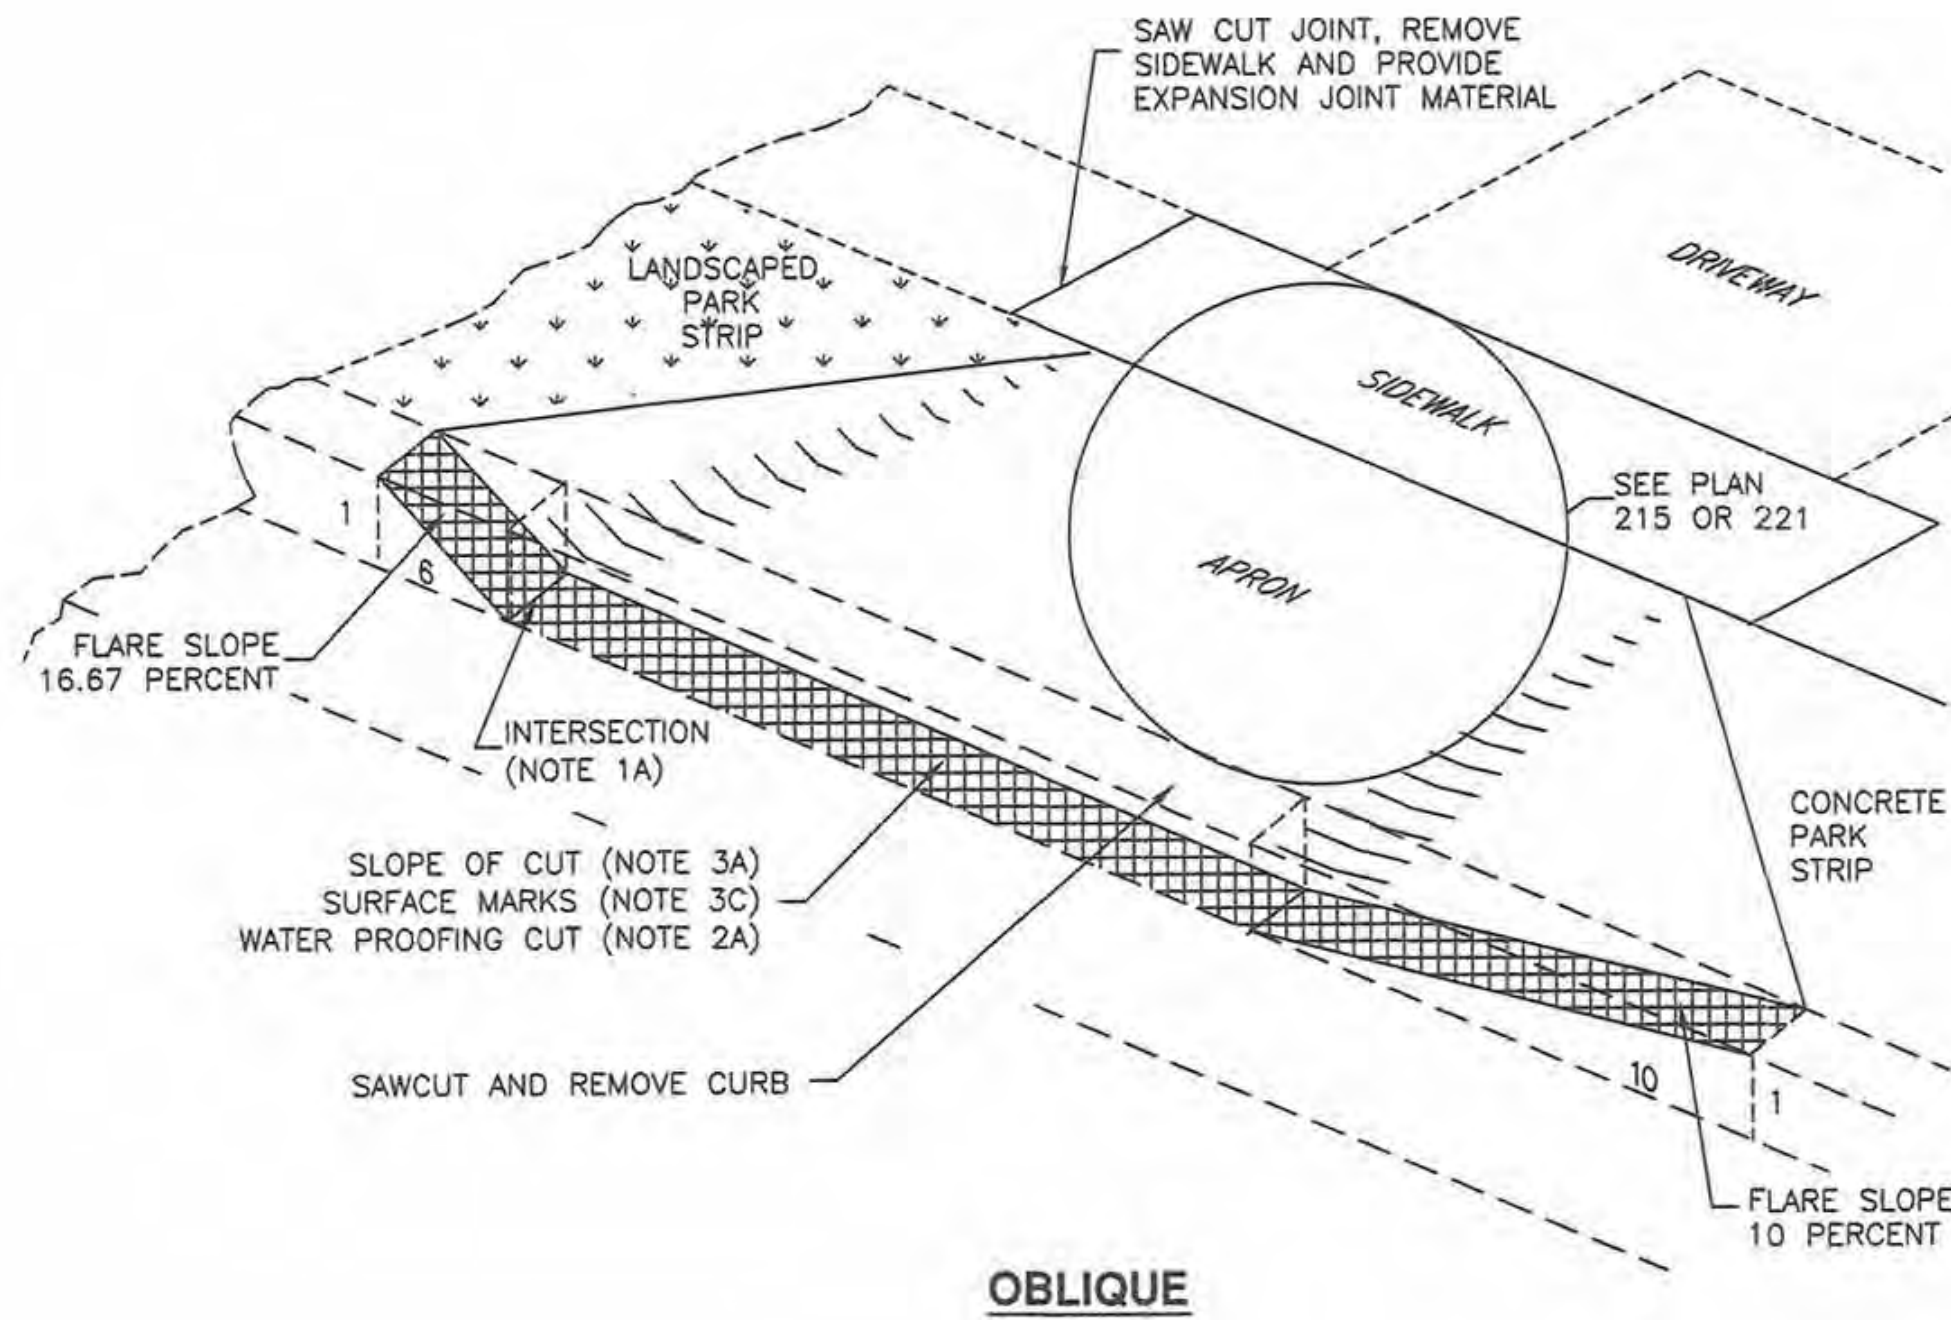 SAW CUT JOINT, REMOVE
SIDEWALK AND PROVIDE
EXPANSION JOINT MATERIAL
DRIVEWAY
LANDSCAPED
PARK
STRIP
SIDEWALK
SEE PLAN
215 OR 221
1
6
APRON
FLARE SLOPE
16.67 PERCENT
INTERSECTION
(NOTE 1A)
CONCRETE
PARK
STRIP
SLOPE OF CUT (NOTE 3A)
SURFACE MARKS (NOTE 3C)
WATER PROOFING CUT (NOTE 2A)
SAWCUT AND REMOVE CURB
10
1
FLARE SLOPE
10 PERCENT
OBLIQUE